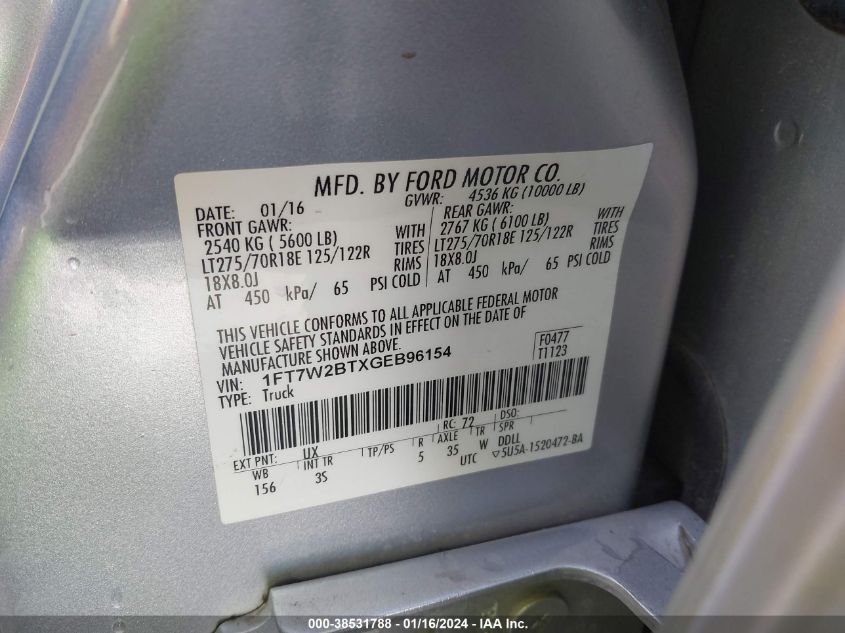 MFD. BY FORD MOTOR CO.
DATE: 01/16 GVWR: 4536 KG (10000 LB)
FRONT GAWR: REAR GAWR:
2540 KG ( 5600 LB) WITH 2767 KG ( 6100 LB) WITH
LT275/70R18E 125/122R TIRES LT275/70R18E 125/122R TIRES
18X8.0J RIMS 18X8.0J RIMS
AT 450 kPa/ 65 PSI COLD AT 450 kPa/ 65 PSI COLD
THIS VEHICLE CONFORMS TO ALL APPLICABLE FEDERAL MOTOR
VEHICLE SAFETY STANDARDS IN EFFECT ON THE DATE OF
MANUFACTURE SHOWN ABOVE.
F0477
T1123
VIN: 1FT7W2BTXGEB96154
TYPE: Truck
EXT PNT: UX RC: 72 DSO:
WB INT TR TP/PS R AXLE TR SPR
156 3S 5 35 W DDLL
UTC ▽5U5A-1520472-BA
000-38531788 - 01/16/2024 - IAA Inc.